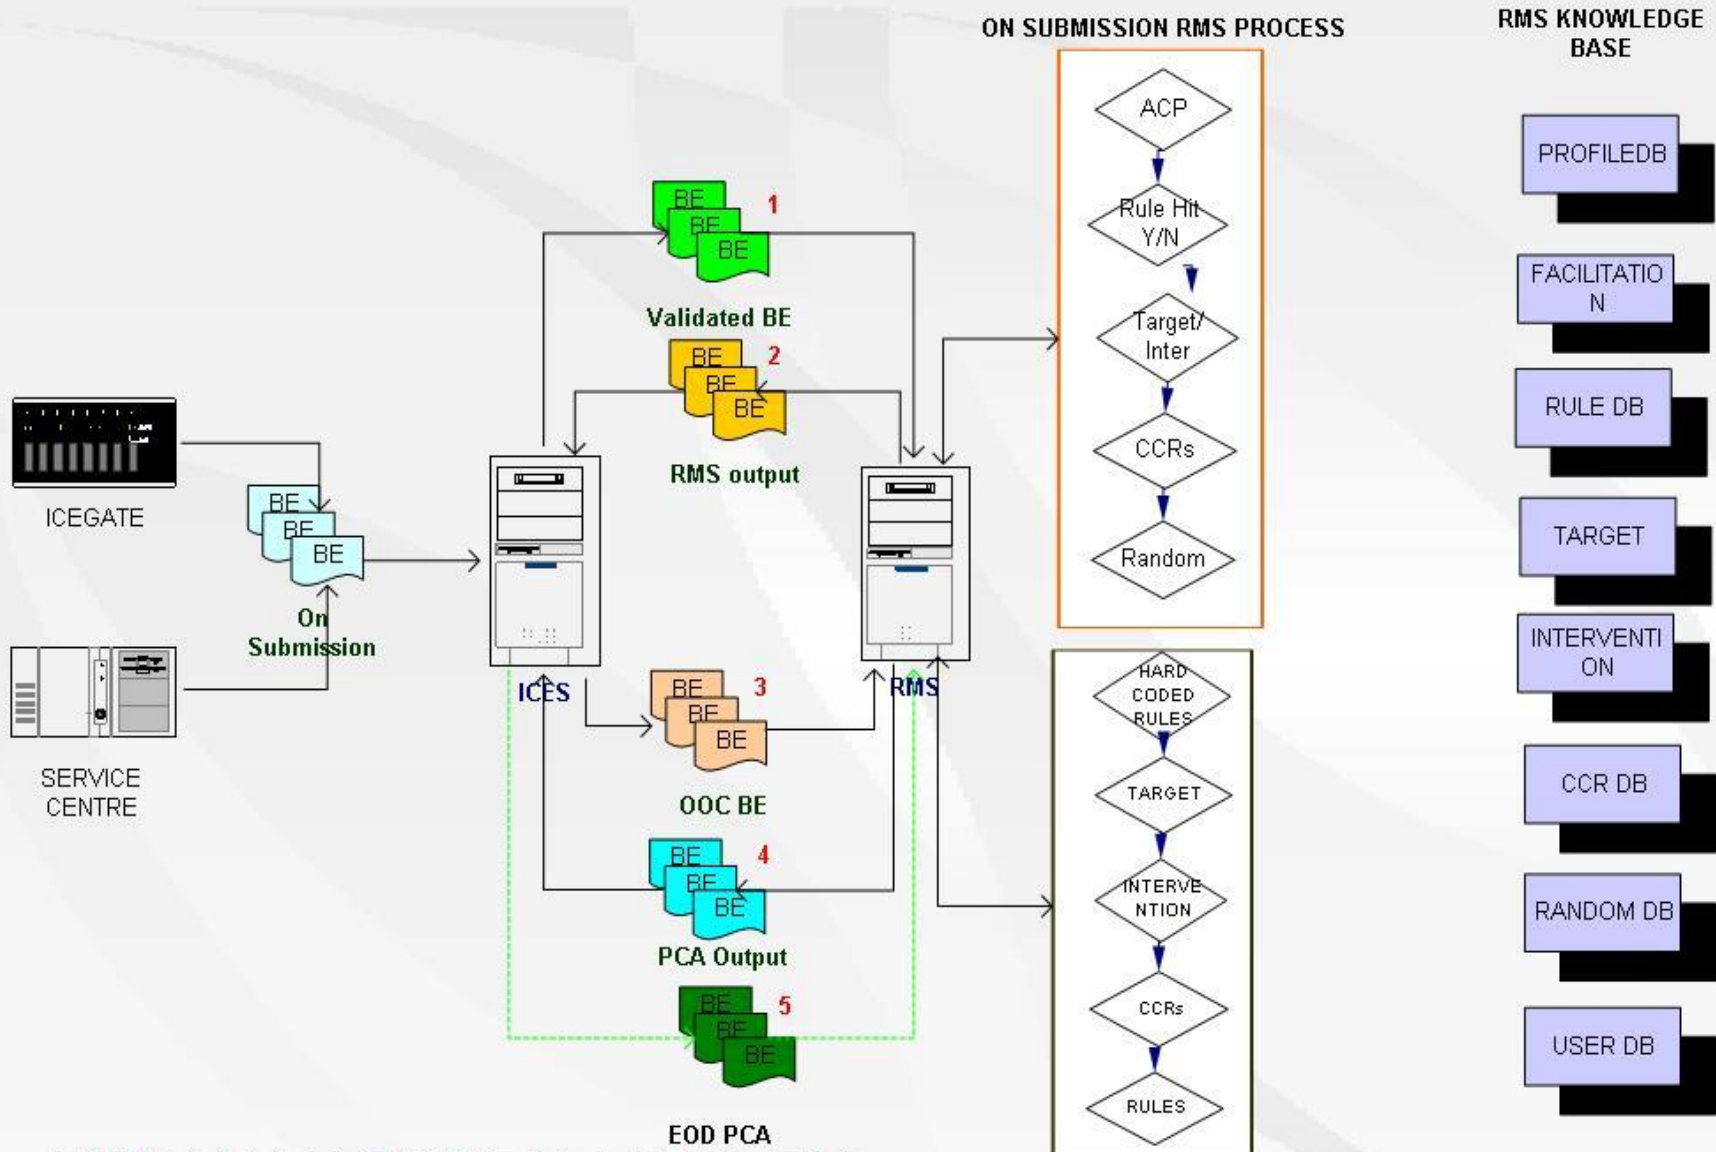 ON SUBMISSION RMS PROCESS
RMS KNOWLEDGE
BASE
ACP
Rule Hit
Y/N
Target/
Inter
CCRs
Random
PROFILEDB
FACILITATIO
N
RULE DB
TARGET
INTERVENTI
ON
CCR DB
RANDOM DB
USER DB
BE
BE
BE
1
Validated BE
BE
BE
BE
2
RMS output
ICEGATE
BE
BE
BE
On
Submission
SERVICE
CENTRE
ICES
RMS
BE
BE
BE
3
OOC BE
BE
BE
BE
4
PCA Output
BE
BE
BE
5
EOD PCA
HARD
CODED
RULES
TARGET
INTERVE
NTION
CCRs
RULES